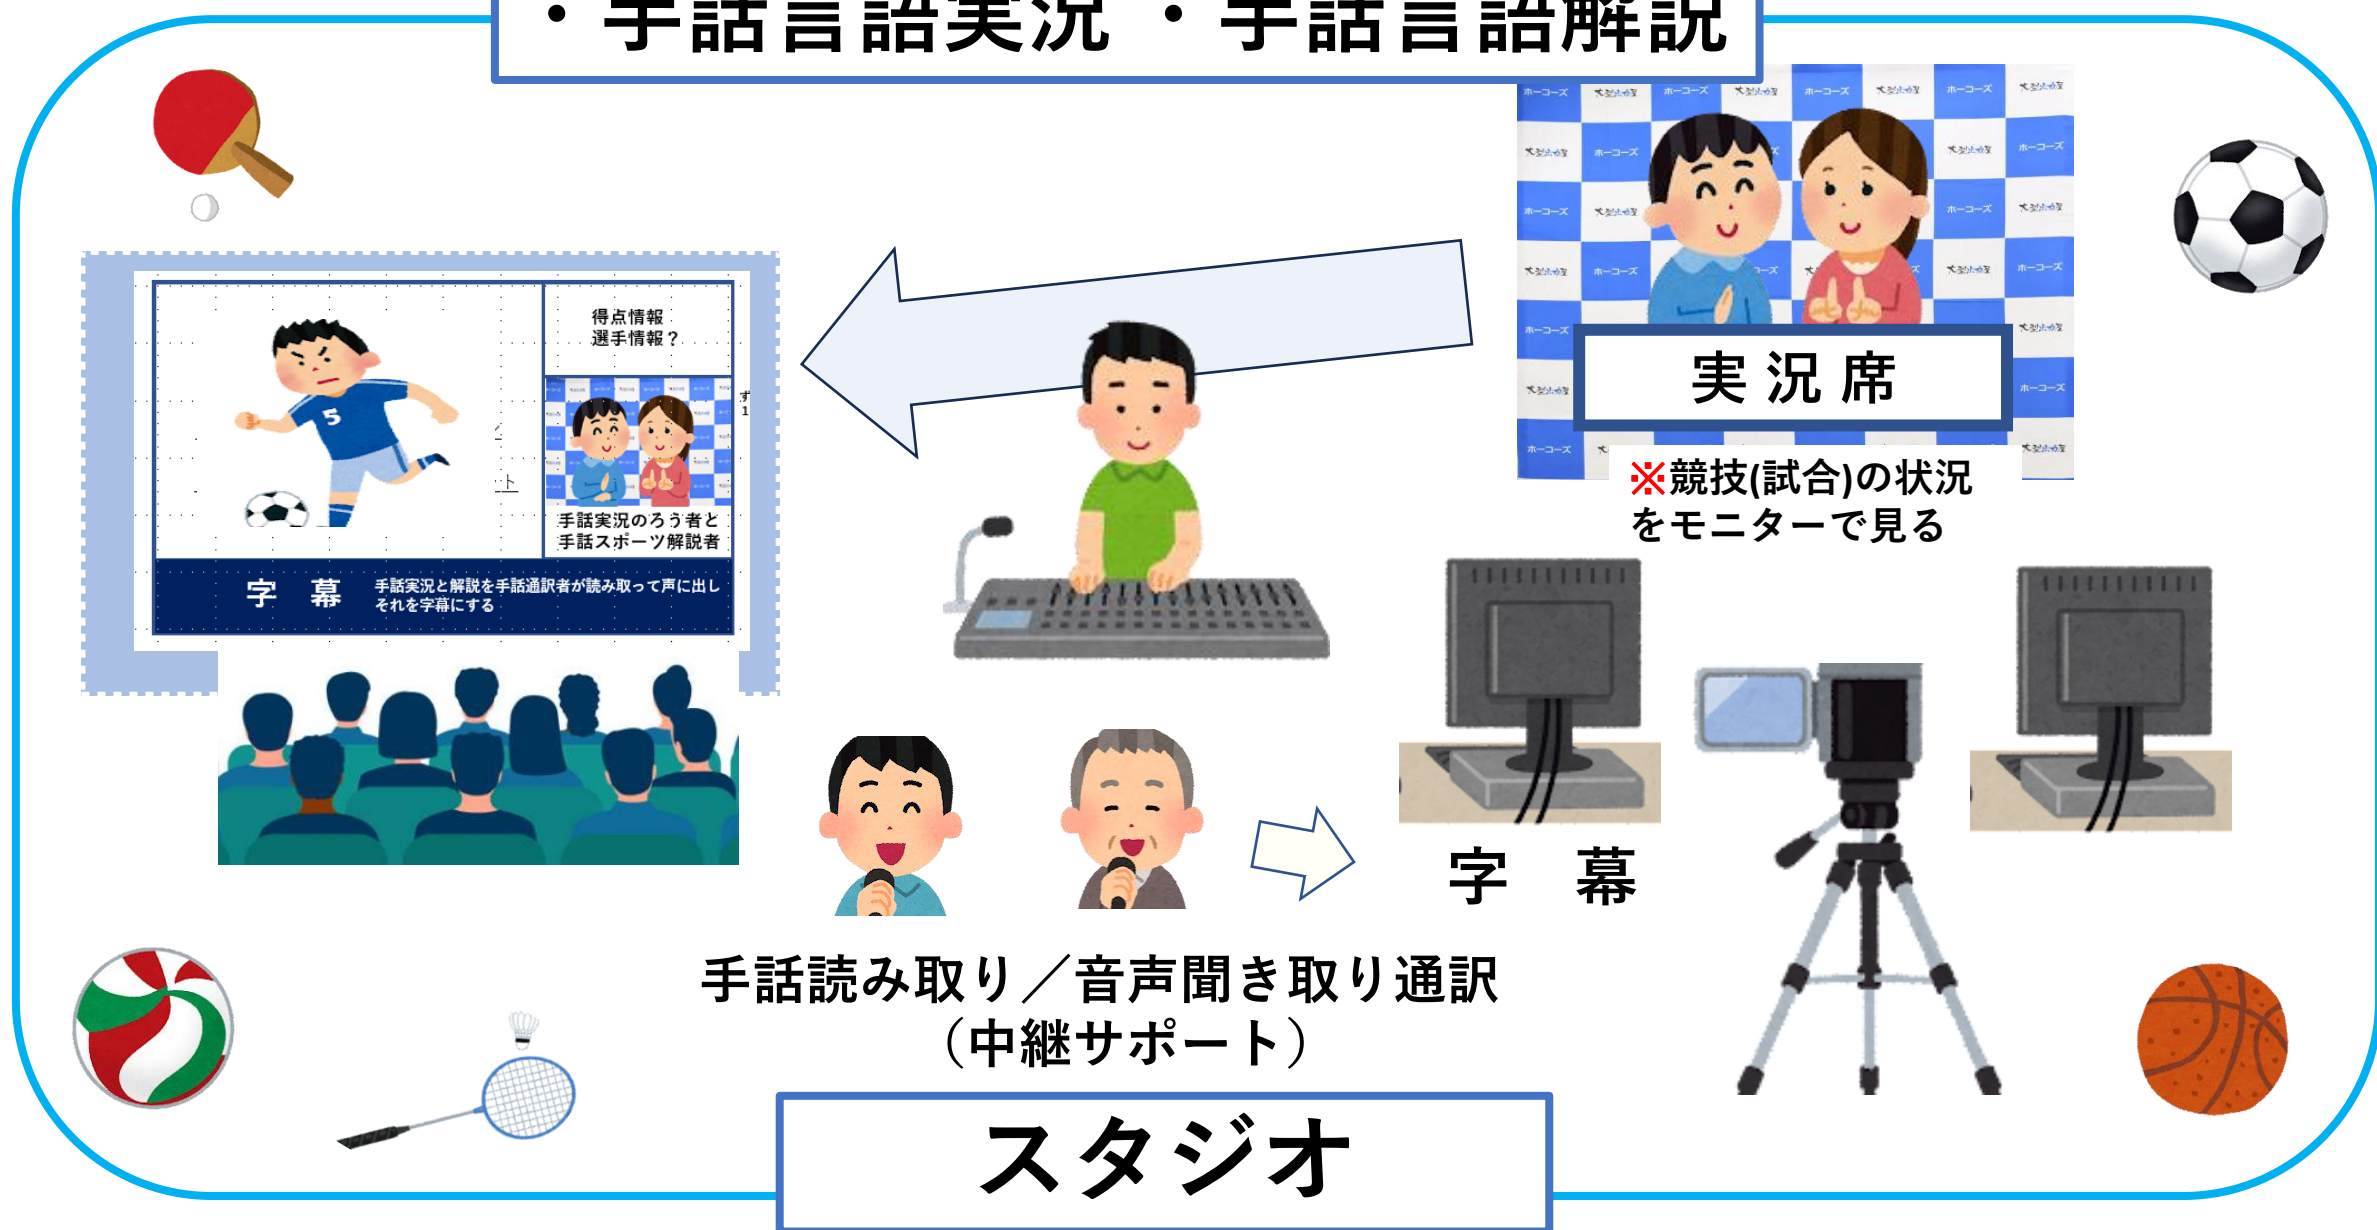 ・手話言語実況 ・手話言語解説
ホーコーズ
実況席
※競技(試合)の状況
をモニターで見る
得点情報
選手情報？
5
手話実況のろう者と
手話スポーツ解説者
字 幕
手話実況と解説を手話通訳者が読み取って声に出し
それを字幕にする
字 幕
手話読み取り／音声聞き取り通訳
（中継サポート）
スタジオ